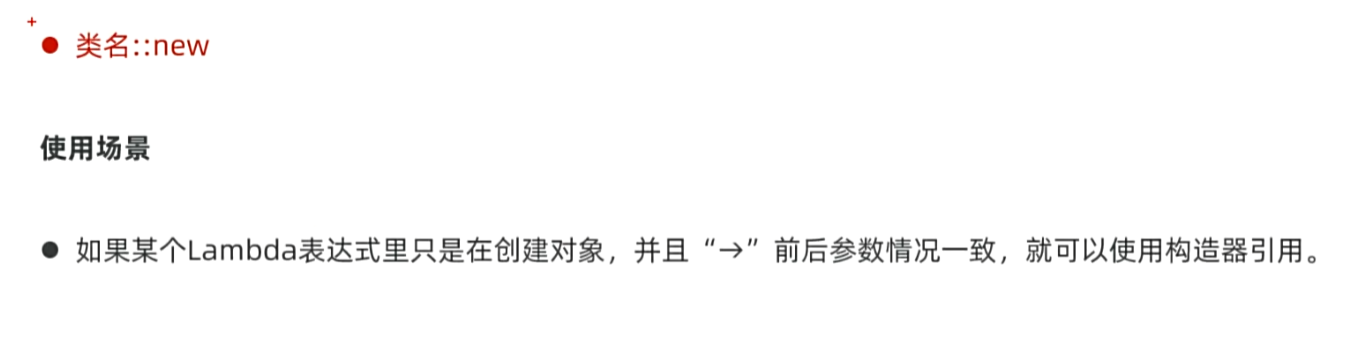 ● 类名::new
使用场景
● 如果某个Lambda表达式里只是在创建对象，并且“→”前后参数情况一致，就可以使用构造器引用。